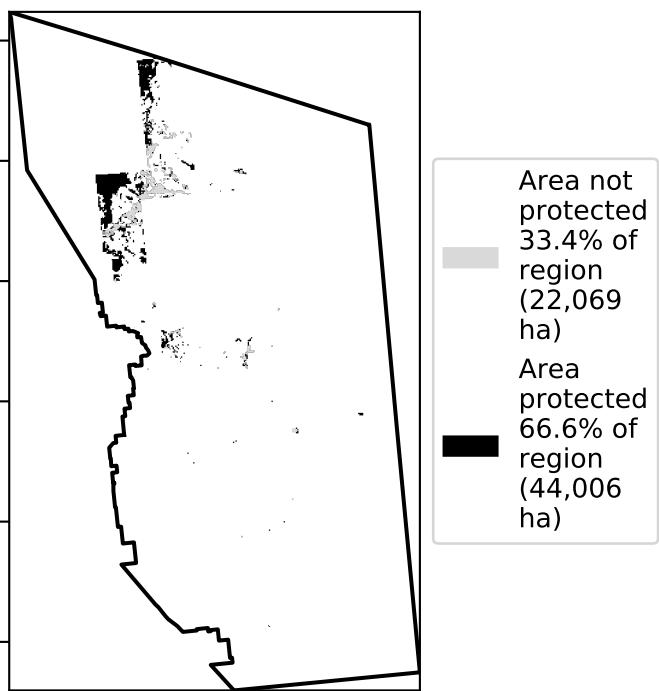 Area not
protected
33.4% of
region
(22,069
ha)
Area
protected
66.6% of
region
(44,006
ha)